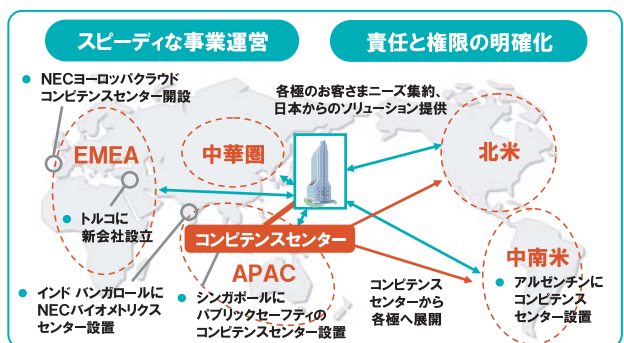 スピーディな事業運営
責任と権限の明確化
● NECヨーロッパクラウド
コンピテンスセンター開設
各極のお客さまニーズ集約、
日本からのソリューション提供
EMEA
中華圏
北米
● トルコに
新会社設立
コンピテンスセンター
APAC
中南米
● インド バンガロールに
NECバイオメトリクス
センター設置
● シンガポールに
パブリックセーフティの
コンピテンスセンター設置
コンピテンス
センターから
各極へ展開
● アルゼンチンに
コンピテンス
センター設置